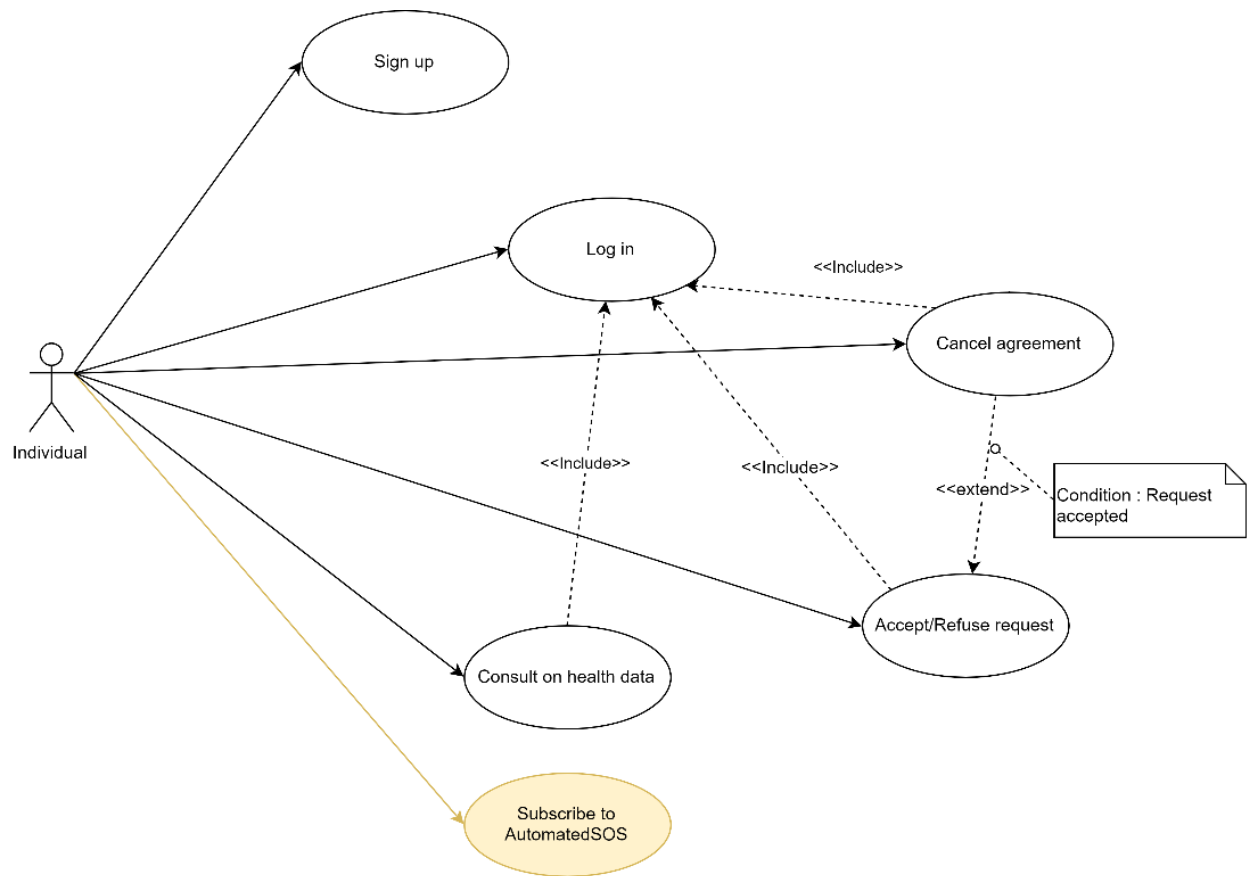 Sign up
Log in
<<Include>>
Cancel agreement
Individual
<<Include>>
<<Include>>
<<extend>>
Condition : Request
accepted
Accept/Refuse request
Consult on health data
Subscribe to
AutomatedSOS